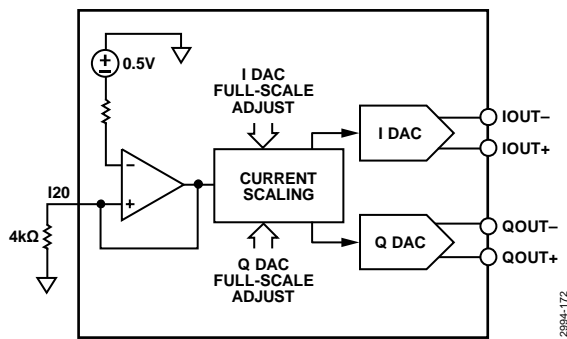 0.5V
I DAC
FULL-SCALE
ADJUST
I DAC
IOUT–
IOUT+
–
+
I20
4kΩ
CURRENT
SCALING
Q DAC
QOUT–
QOUT+
Q DAC
FULL-SCALE
ADJUST
2994-172